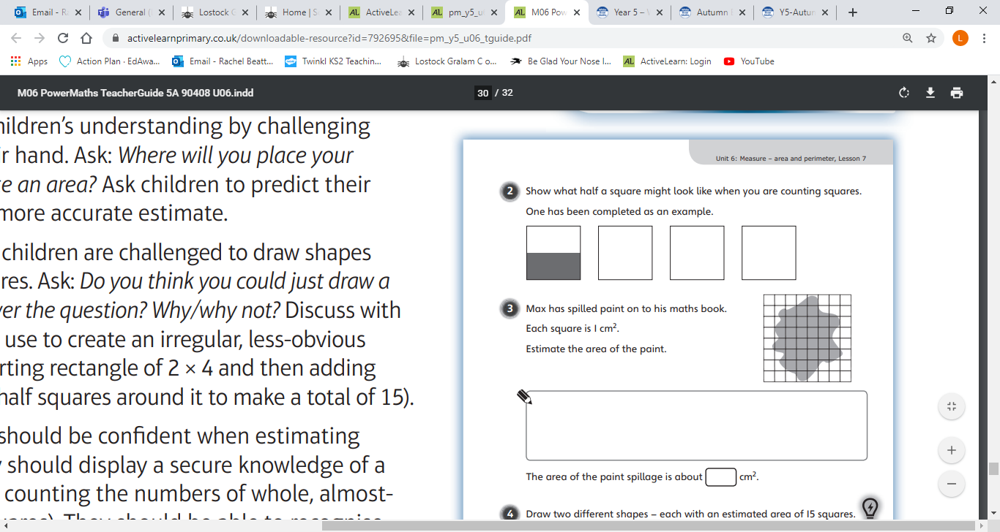 Email - Ra
General (
Lostock G
Home | S
ActiveLea
pm_y5_u
M06 Pow
Year 5 – W
Autumn
Y5-Autun
activelearnprimary.co.uk/downloadable-resource?id=792695&file=pm_y5_u06_tguide.pdf
L
Apps
Action Plan · EdAwa...
Email - Rachel Beatt...
Twinkl KS2 Teachin...
Lostock Gralam C o...
Be Glad Your Nose I...
ActiveLearn: Login
YouTube
M06 PowerMaths TeacherGuide 5A 90408 U06.indd
30 / 32
hildren’s understanding by challenging
r hand. Ask: Where will you place your
e an area? Ask children to predict their
more accurate estimate.
children are challenged to draw shapes
res. Ask: Do you think you could just draw a
er the question? Why/why not? Discuss with
use to create an irregular, less-obvious
rting rectangle of 2 × 4 and then adding
half squares around it to make a total of 15).
should be confident when estimating
should display a secure knowledge of a
counting the numbers of whole, almost-
Unit 6: Measure – area and perimeter, Lesson 7
2 Show what half a square might look like when you are counting squares.
One has been completed as an example.
3 Max has spilled paint on to his maths book.
Each square is 1 cm².
Estimate the area of the paint.
The area of the paint spillage is about cm².
4 Draw two different shapes – each with an estimated area of 15 squares.